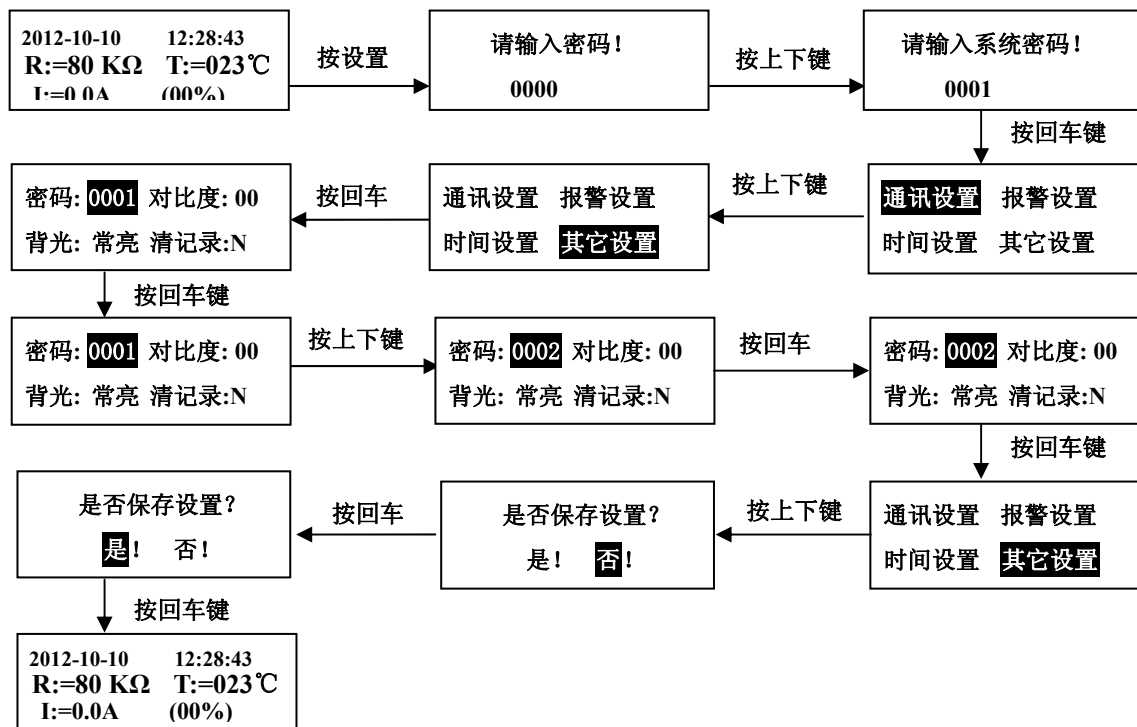 2012-10-10 12:28:43
R:=80 KΩ T:=023℃
I:=0.0A (00%)
按设置
请输入密码！
0000
按上下键
请输入系统密码！
0001
按回车键
通讯设置 报警设置
时间设置 其它设置
按上下键
通讯设置 报警设置
时间设置 其它设置
按回车
密码: 0001 对比度: 00
背光: 常亮 清记录:N
按回车键
密码: 0001 对比度: 00
背光: 常亮 清记录:N
按上下键
密码: 0002 对比度: 00
背光: 常亮 清记录:N
按回车
密码: 0002 对比度: 00
背光: 常亮 清记录:N
按回车键
通讯设置 报警设置
时间设置 其它设置
按上下键
是否保存设置？
是！ 否！
按回车
是否保存设置？
是！ 否！
按回车键
2012-10-10 12:28:43
R:=80 KΩ T:=023℃
I:=0.0A (00%)